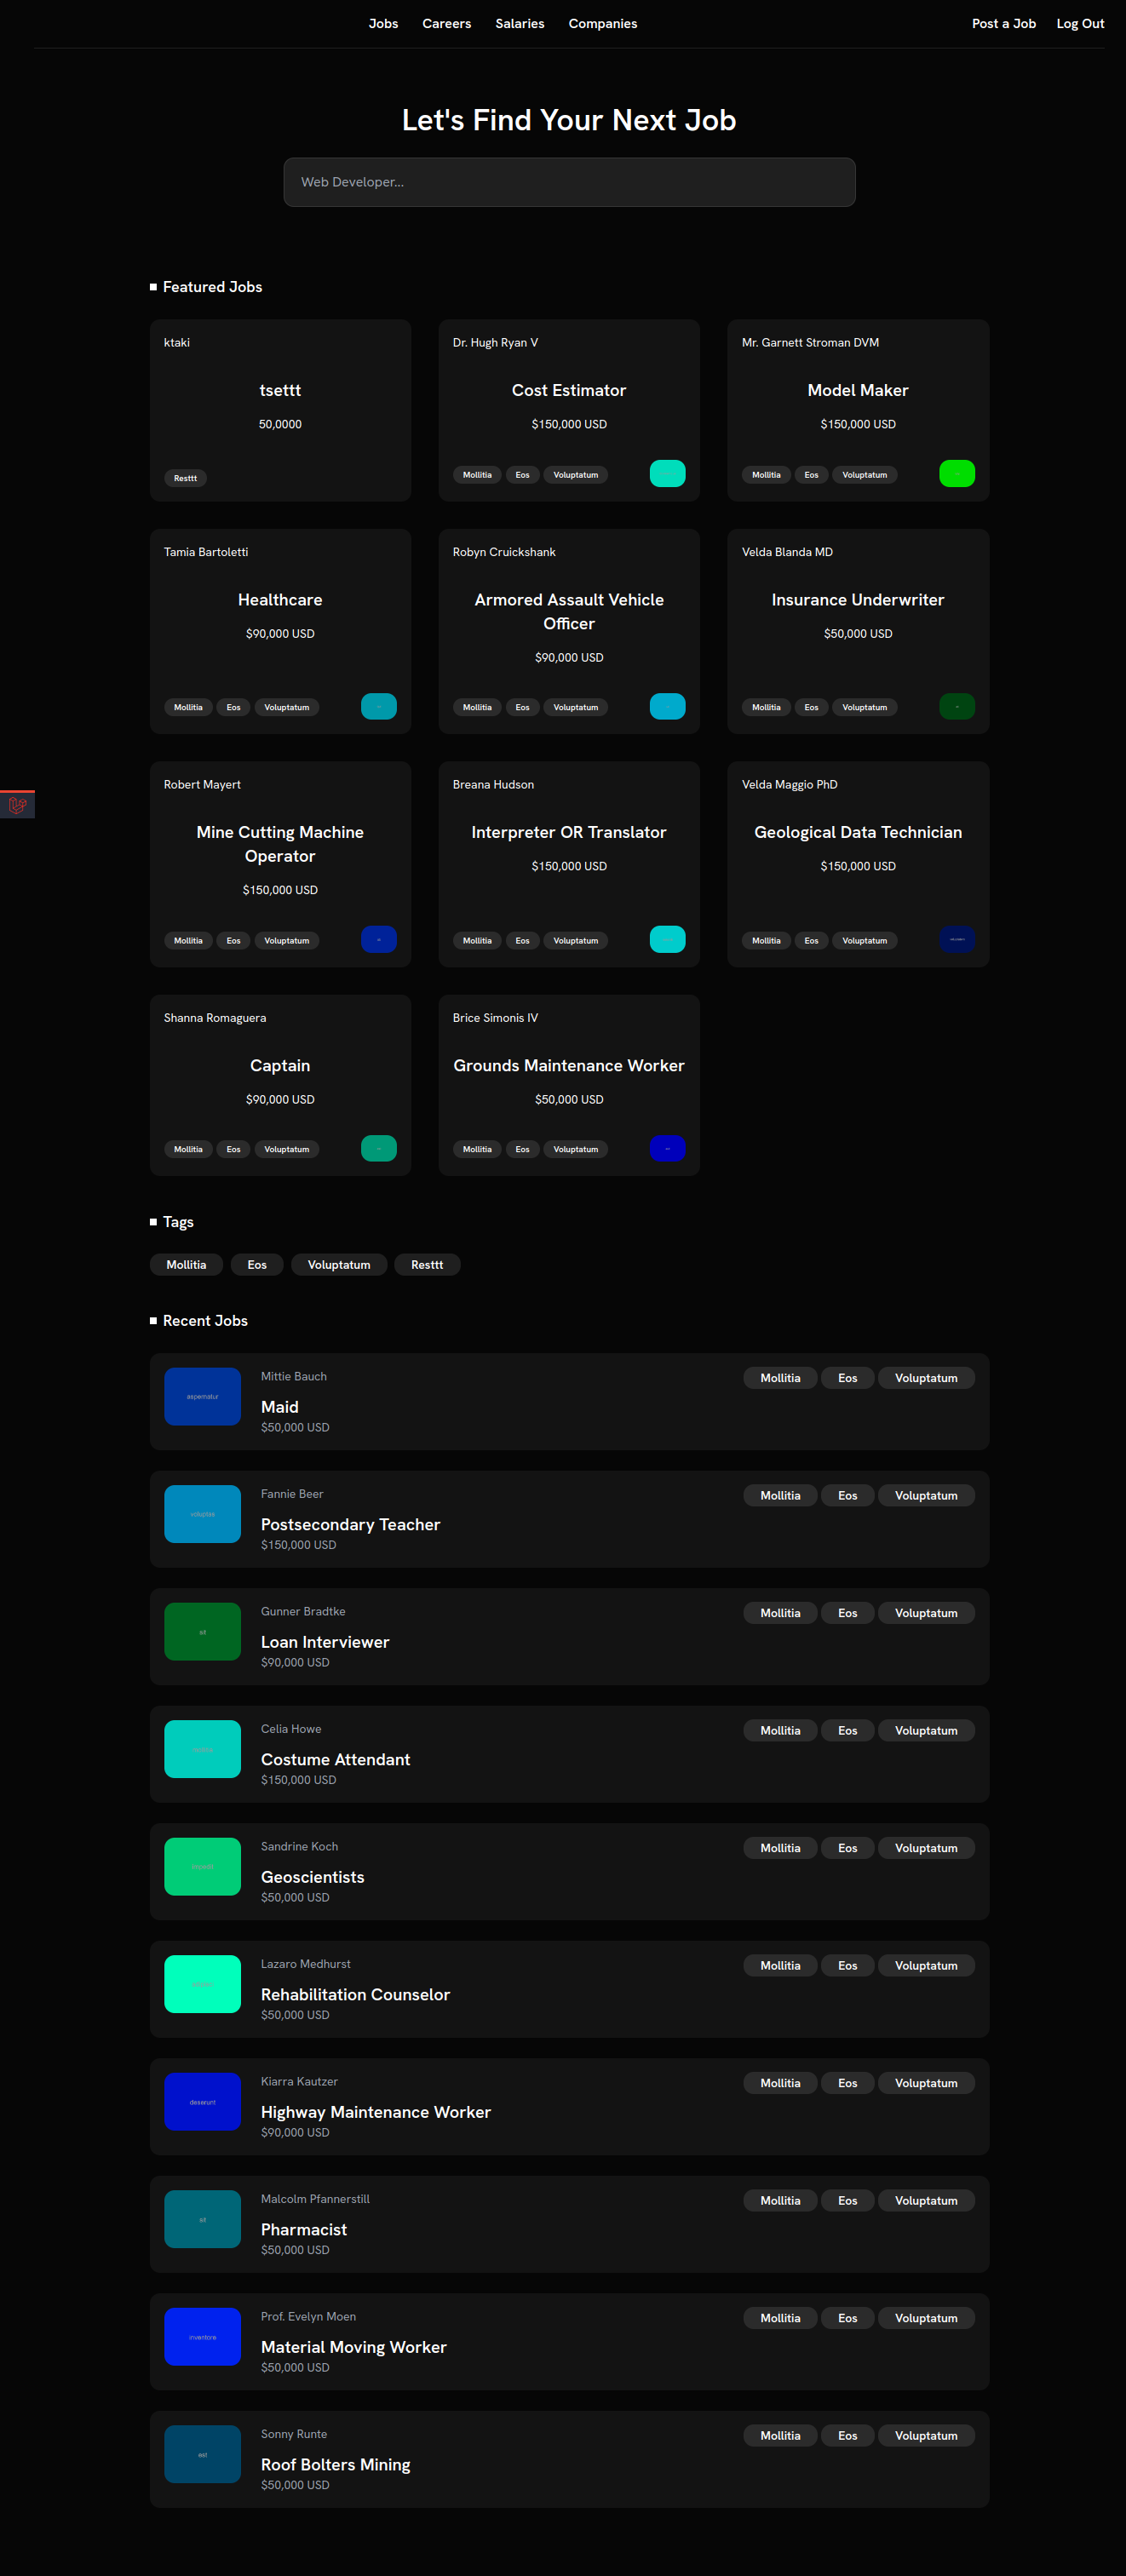 Jobs Careers Salaries Companies Post a Job Log Out
Let's Find Your Next Job
Web Developer...
Featured Jobs
ktaki
tsettt
50,0000
Resttt
Dr. Hugh Ryan V
Cost Estimator
$150,000 USD
Mollitia Eos Voluptatum
Mr. Garnett Stroman DVM
Model Maker
$150,000 USD
Mollitia Eos Voluptatum
Tamia Bartoletti
Healthcare
$90,000 USD
Mollitia Eos Voluptatum
Robyn Cruickshank
Armored Assault Vehicle
Officer
$90,000 USD
Mollitia Eos Voluptatum
Velda Blanda MD
Insurance Underwriter
$50,000 USD
Mollitia Eos Voluptatum
Robert Mayert
Mine Cutting Machine
Operator
$150,000 USD
Mollitia Eos Voluptatum
Breana Hudson
Interpreter OR Translator
$150,000 USD
Mollitia Eos Voluptatum
Velda Maggio PhD
Geological Data Technician
$150,000 USD
Mollitia Eos Voluptatum
Shanna Romaguera
Captain
$90,000 USD
Mollitia Eos Voluptatum
Brice Simonis IV
Grounds Maintenance Worker
$50,000 USD
Mollitia Eos Voluptatum
Tags
Mollitia Eos Voluptatum Resttt
Recent Jobs
aspernatur
Mittie Bauch
Maid
$50,000 USD
Mollitia Eos Voluptatum
Fannie Beer
Postsecondary Teacher
$150,000 USD
Mollitia Eos Voluptatum
Gunner Bradtke
Loan Interviewer
$90,000 USD
Mollitia Eos Voluptatum
Celia Howe
Costume Attendant
$150,000 USD
Mollitia Eos Voluptatum
Sandrine Koch
Geoscientists
$50,000 USD
Mollitia Eos Voluptatum
Lazaro Medhurst
Rehabilitation Counselor
$50,000 USD
Mollitia Eos Voluptatum
deserunt
Kiarra Kautzer
Highway Maintenance Worker
$90,000 USD
Mollitia Eos Voluptatum
Malcolm Pfannerstill
Pharmacist
$50,000 USD
Mollitia Eos Voluptatum
inventore
Prof. Evelyn Moen
Material Moving Worker
$50,000 USD
Mollitia Eos Voluptatum
Sonny Runte
Roof Bolters Mining
$50,000 USD
Mollitia Eos Voluptatum